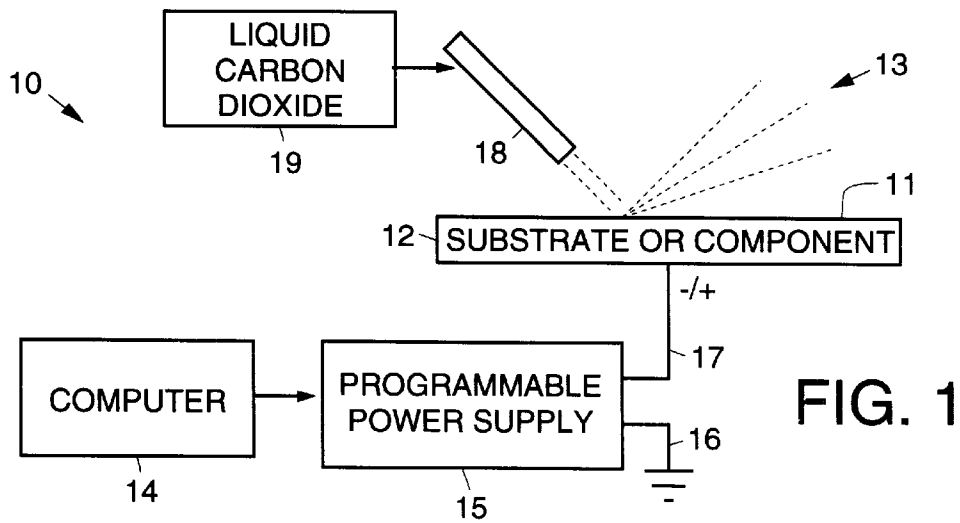 LIQUID
CARBON
DIOXIDE
10
13
19
18
11
12
SUBSTRATE OR COMPONENT
-/+
17
COMPUTER
PROGRAMMABLE
POWER SUPPLY
FIG. 1
16
14
15